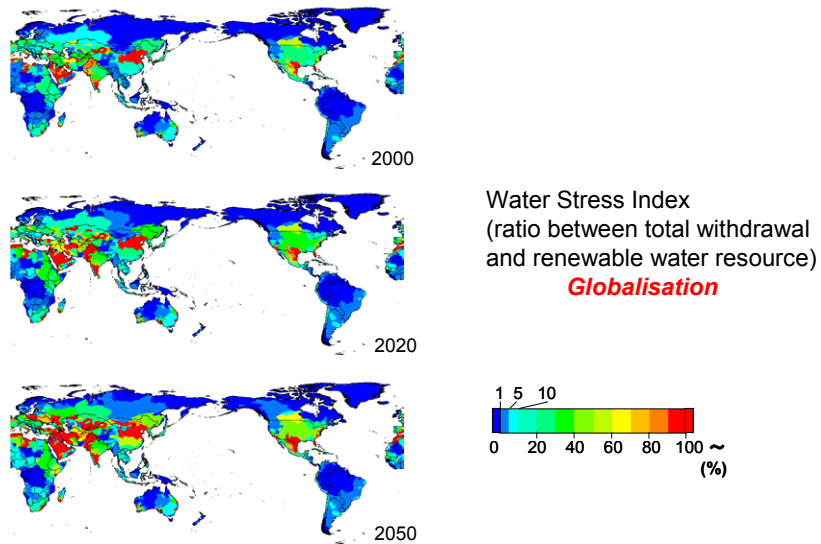 2000
2020
2050
Water Stress Index
(ratio between total withdrawal
and renewable water resource)
Globalisation
1 5 10
0 20 40 60 80 100 ~
(%)